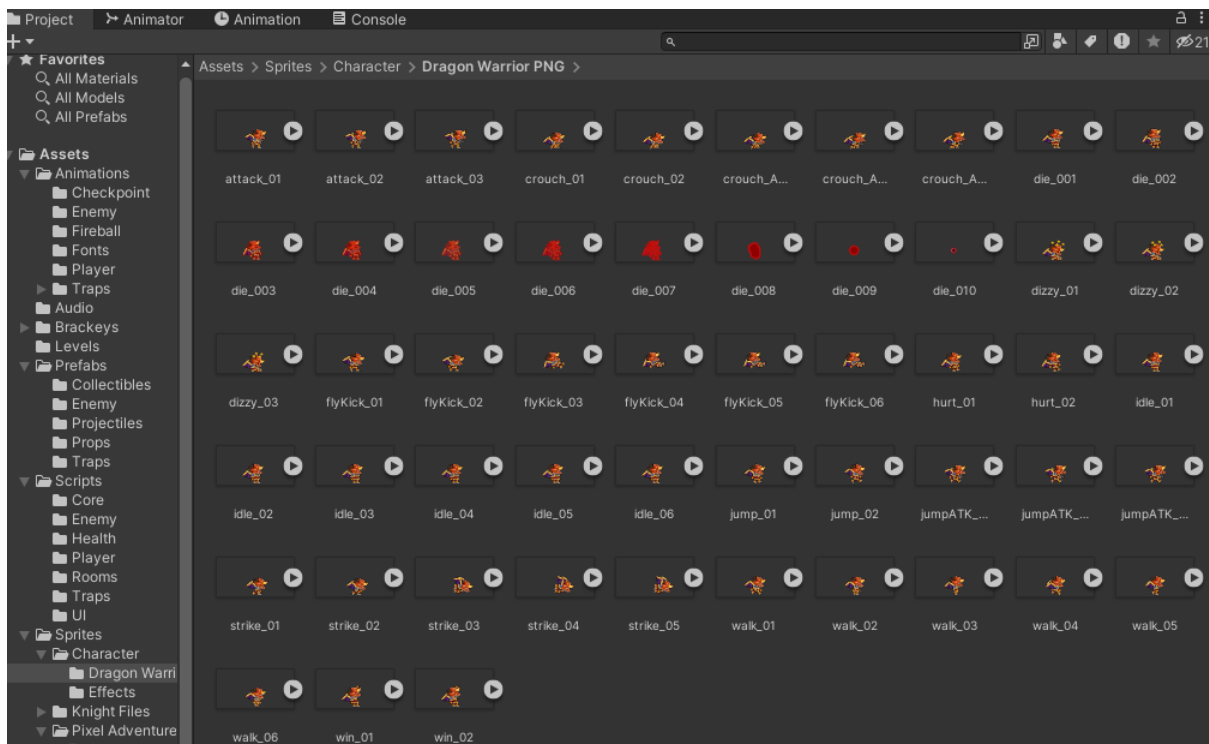 Project Animator Animation Console
21
Favorites
All Materials
All Models
All Prefabs
Assets
Animations
Checkpoint
Enemy
Fireball
Fonts
Player
Traps
Audio
Brackeys
Levels
Prefabs
Collectibles
Enemy
Projectiles
Props
Traps
Scripts
Core
Enemy
Health
Player
Rooms
Traps
UI
Sprites
Character
Dragon Warri
Effects
Knight Files
Pixel Adventure
Assets > Sprites > Character > Dragon Warrior PNG >
attack_01 attack_02 attack_03 crouch_01 crouch_02 crouch_A... crouch_A... crouch_A... die_001 die_002
die_003 die_004 die_005 die_006 die_007 die_008 die_009 die_010 dizzy_01 dizzy_02
dizzy_03 flyKick_01 flyKick_02 flyKick_03 flyKick_04 flyKick_05 flyKick_06 hurt_01 hurt_02 idle_01
idle_02 idle_03 idle_04 idle_05 idle_06 jump_01 jump_02 jumpATK_... jumpATK_... jumpATK_...
strike_01 strike_02 strike_03 strike_04 strike_05 walk_01 walk_02 walk_03 walk_04 walk_05
walk_06 win_01 win_02